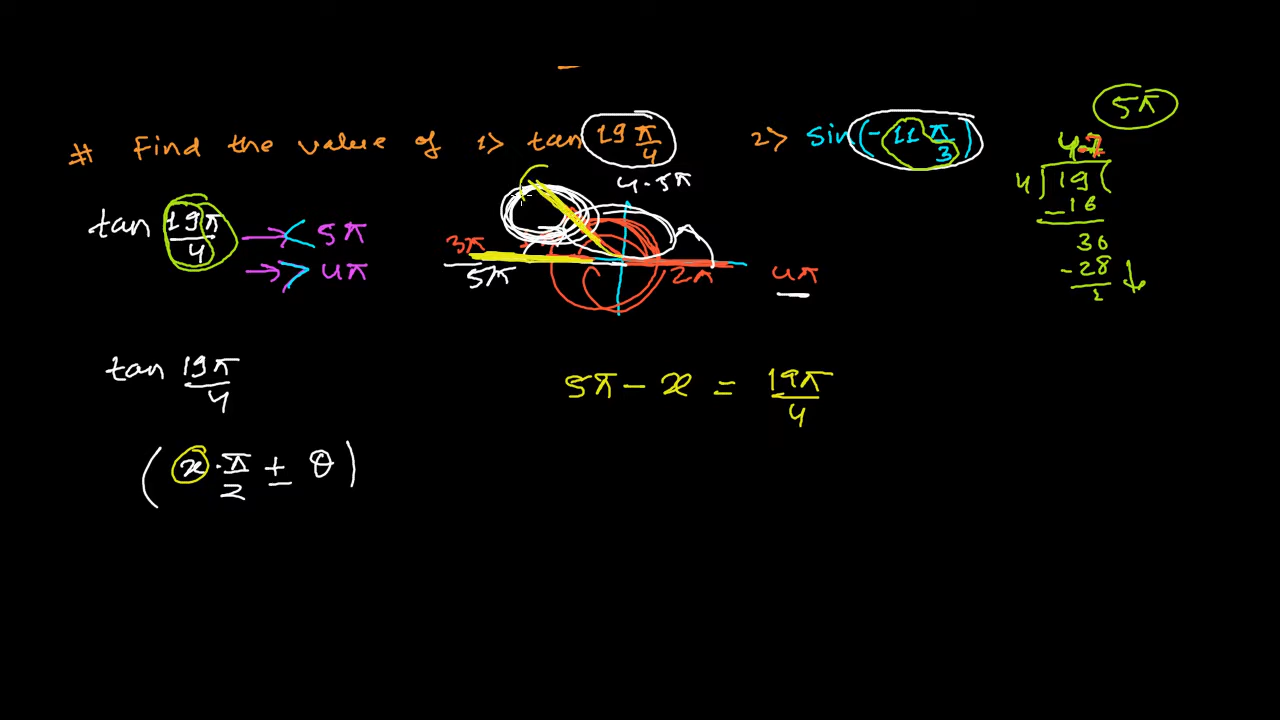 5π
# Find the value of 1> tan 19π/4 2> sin(-11π/3)
4.7
4√19(
-16
30
-28
2
4.5π
tan 19π/4 → < 5π
→ > 4π
3π
5π
2π
4π
tan 19π/4
5π - x = 19π/4
(x·π/2 ± θ)